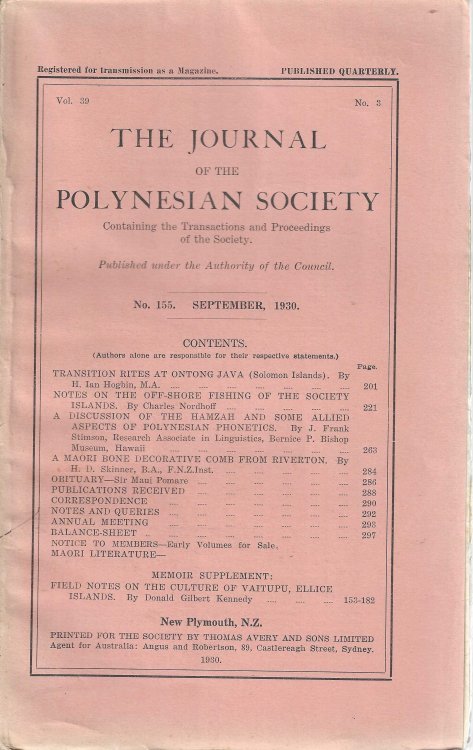 Registered for transmission as a Magazine. PUBLISHED QUARTERLY.
Vol. 39 No. 3
THE JOURNAL
OF THE
POLYNESIAN SOCIETY
Containing the Transactions and Proceedings
of the Society.
Published under the Authority of the Council.
No. 155. SEPTEMBER, 1930.
CONTENTS.
(Authors alone are responsible for their respective statements.)
Page.
TRANSITION RITES AT ONTONG JAVA (Solomon Islands). By
H. Ian Hogbin, M.A. .... .... .... .... .... .... 201
NOTES ON THE OFF-SHORE FISHING OF THE SOCIETY
ISLANDS. By Charles Nordhoff .... .... .... .... 221
A DISCUSSION OF THE HAMZAH AND SOME ALLIED
ASPECTS OF POLYNESIAN PHONETICS. By J. Frank
Stimson, Research Associate in Linguistics, Bernice P. Bishop
Museum, Hawaii .... .... .... .... .... .... 263
A MAORI BONE DECORATIVE COMB FROM RIVERTON. By
H. D. Skinner, B.A., F.N.Z.Inst. .... .... .... .... 284
OBITUARY—Sir Maui Pomare .... .... .... .... .... 286
PUBLICATIONS RECEIVED .... .... .... .... .... 288
CORRESPONDENCE .... .... .... .... .... .... 290
NOTES AND QUERIES .... .... .... .... .... .... 292
ANNUAL MEETING .... .... .... .... .... .... 293
BALANCE-SHEET .. .... .... .... .... .... .... 297
NOTICE TO MEMBERS—Early Volumes for Sale.
MAORI LITERATURE—
MEMOIR SUPPLEMENT:
FIELD NOTES ON THE CULTURE OF VAITUPU, ELLICE
ISLANDS. By Donald Gilbert Kennedy .... .... .... 153-182
New Plymouth, N.Z.
PRINTED FOR THE SOCIETY BY THOMAS AVERY AND SONS LIMITED
Agent for Australia: Angus and Robertson, 89, Castlereagh Street, Sydney.
1930.